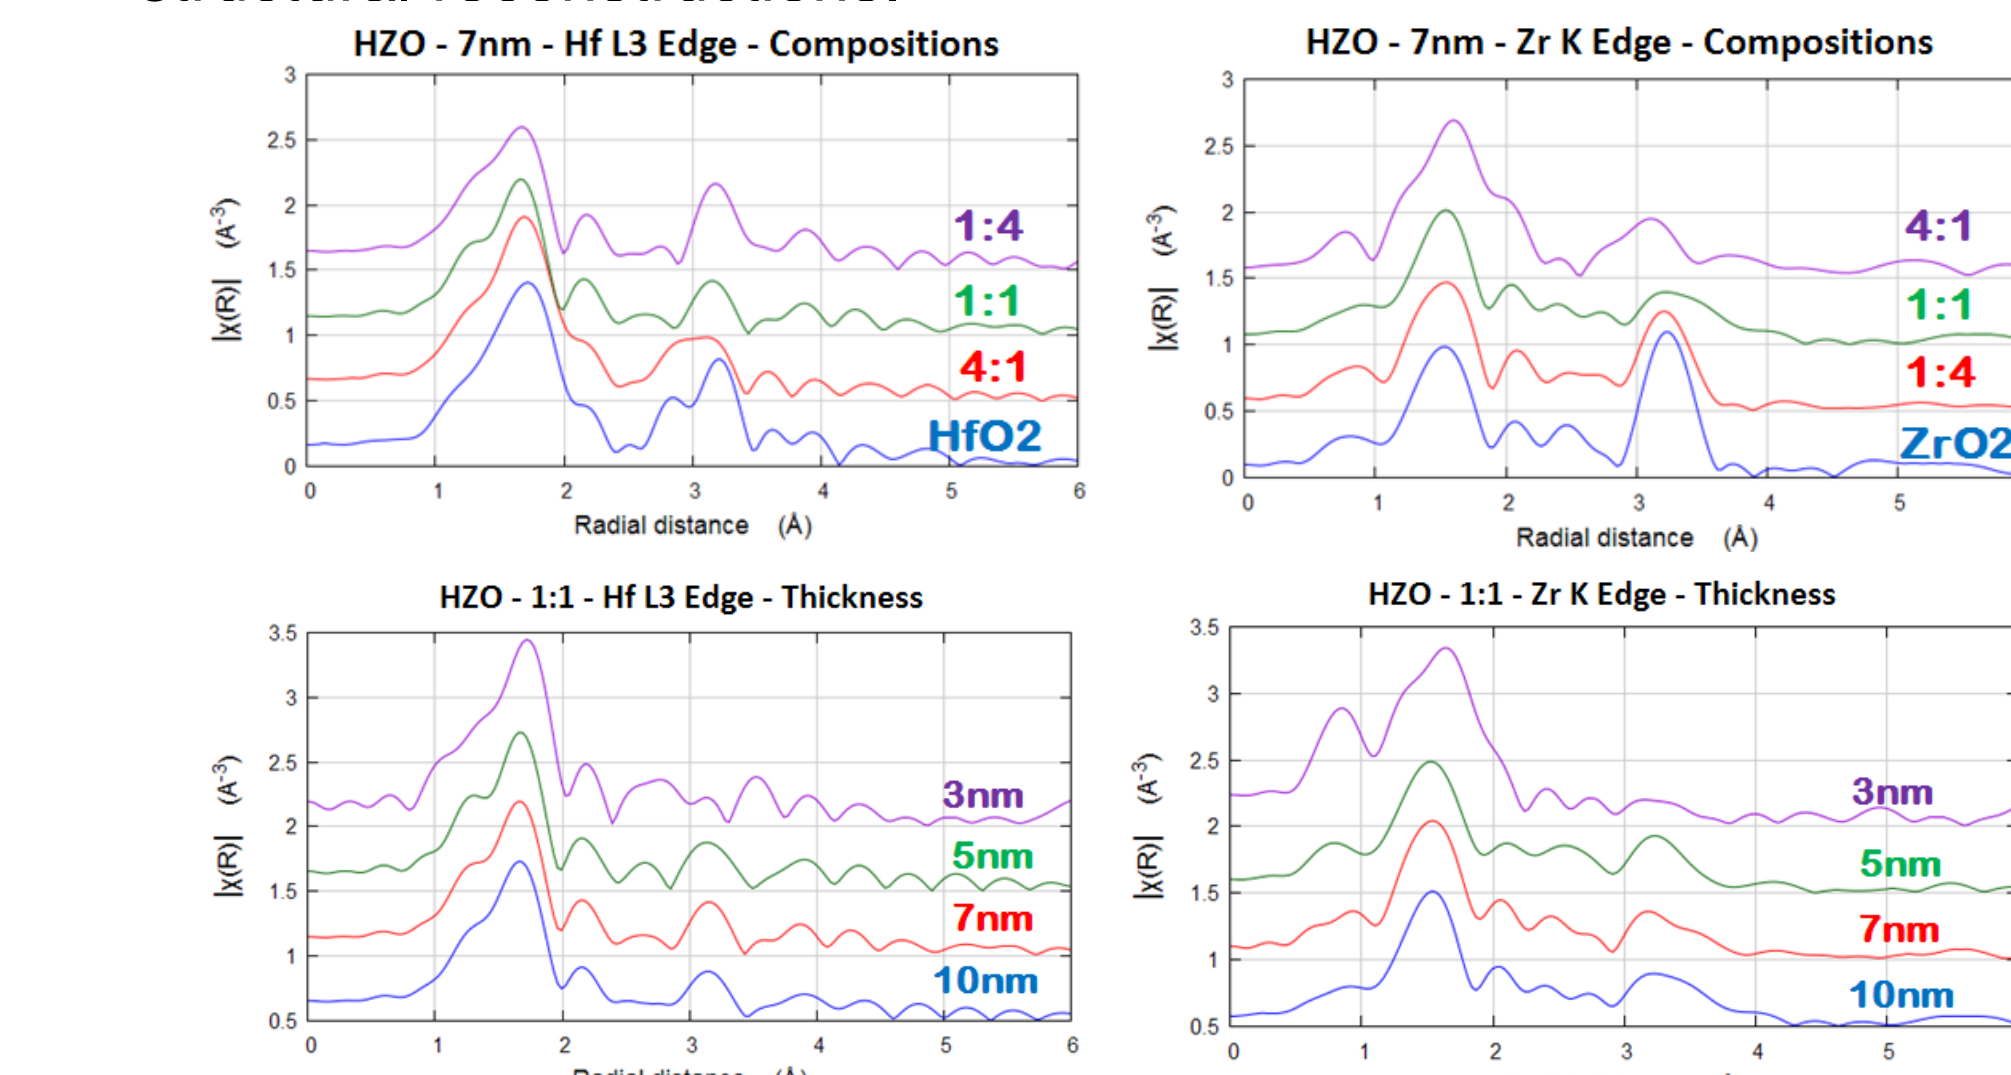 HZO - 7nm - Hf L3 Edge - Compositions
3
2.5
2
1.5
1
0.5
0
|χ(R)| (A⁻³)
1:4
1:1
4:1
HfO2
0 1 2 3 4 5 6
Radial distance (Å)
HZO - 7nm - Zr K Edge - Compositions
3
2.5
2
1.5
1
0.5
0
|χ(R)| (A⁻³)
4:1
1:1
1:4
ZrO2
0 1 2 3 4 5
Radial distance (Å)
HZO - 1:1 - Hf L3 Edge - Thickness
3.5
3
2.5
2
1.5
1
0.5
|χ(R)| (A⁻³)
3nm
5nm
7nm
10nm
0 1 2 3 4 5 6
Radial distance (Å)
HZO - 1:1 - Zr K Edge - Thickness
3.5
3
2.5
2
1.5
1
0.5
|χ(R)| (A⁻³)
3nm
5nm
7nm
10nm
0 1 2 3 4 5